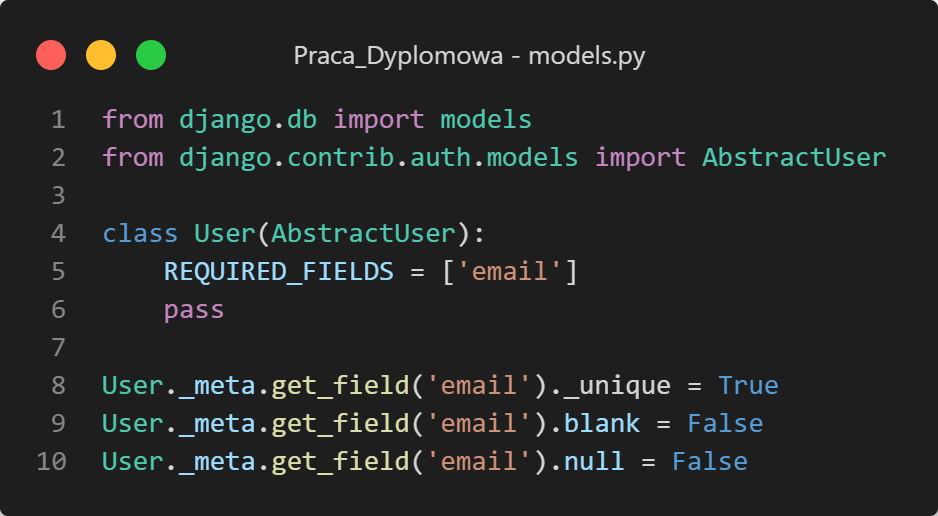 Praca_Dyplomowa - models.py
1 from django.db import models
2 from django.contrib.auth.models import AbstractUser
3
4 class User(AbstractUser):
5     REQUIRED_FIELDS = ['email']
6     pass
7
8 User._meta.get_field('email')._unique = True
9 User._meta.get_field('email').blank = False
10 User._meta.get_field('email').null = False